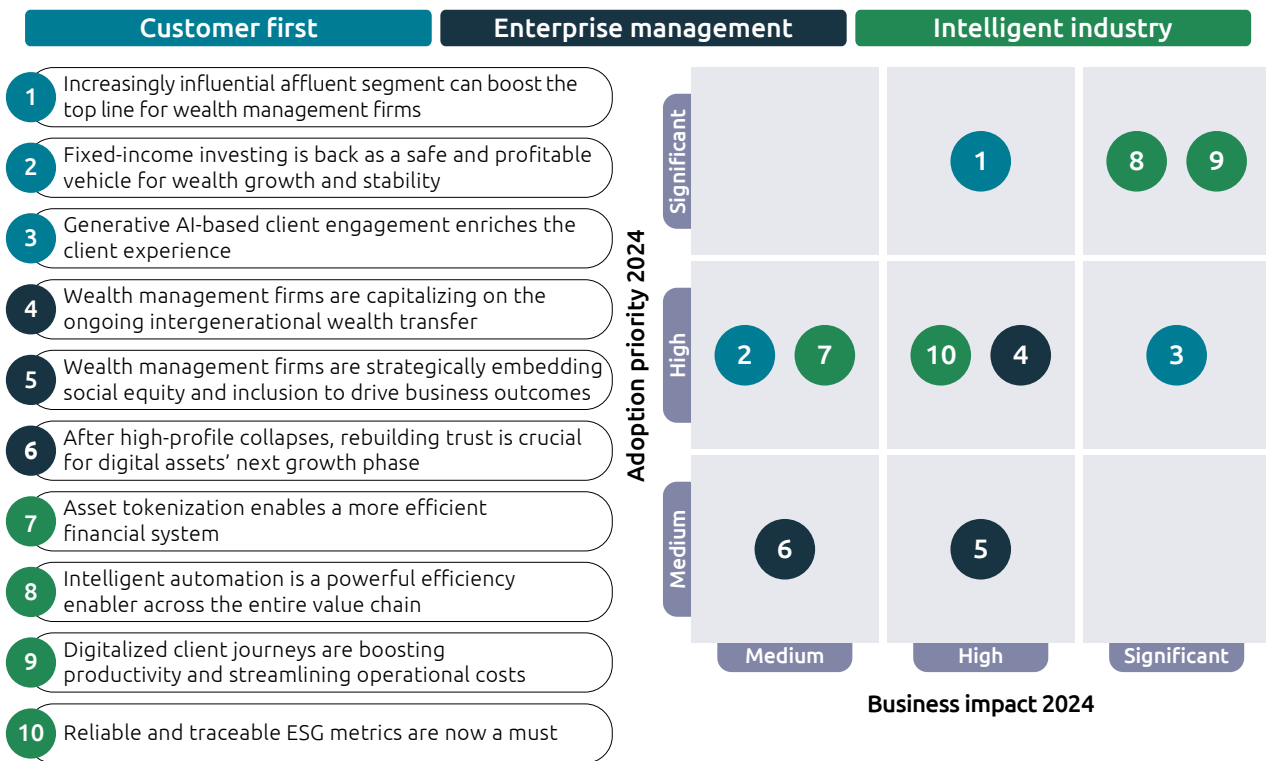 Customer first
Enterprise management
Intelligent industry
1
Increasingly influential affluent segment can boost the
top line for wealth management firms
2
Fixed-income investing is back as a safe and profitable
vehicle for wealth growth and stability
3
Generative AI-based client engagement enriches the
client experience
4
Wealth management firms are capitalizing on the
ongoing intergenerational wealth transfer
5
Wealth management firms are strategically embedding
social equity and inclusion to drive business outcomes
6
After high-profile collapses, rebuilding trust is crucial
for digital assets’ next growth phase
7
Asset tokenization enables a more efficient
financial system
8
Intelligent automation is a powerful efficiency
enabler across the entire value chain
9
Digitalized client journeys are boosting
productivity and streamlining operational costs
10
Reliable and traceable ESG metrics are now a must
Adoption priority 2024
Significant
1
8
9
High
2
7
10
4
3
Medium
6
5
Medium
High
Significant
Business impact 2024